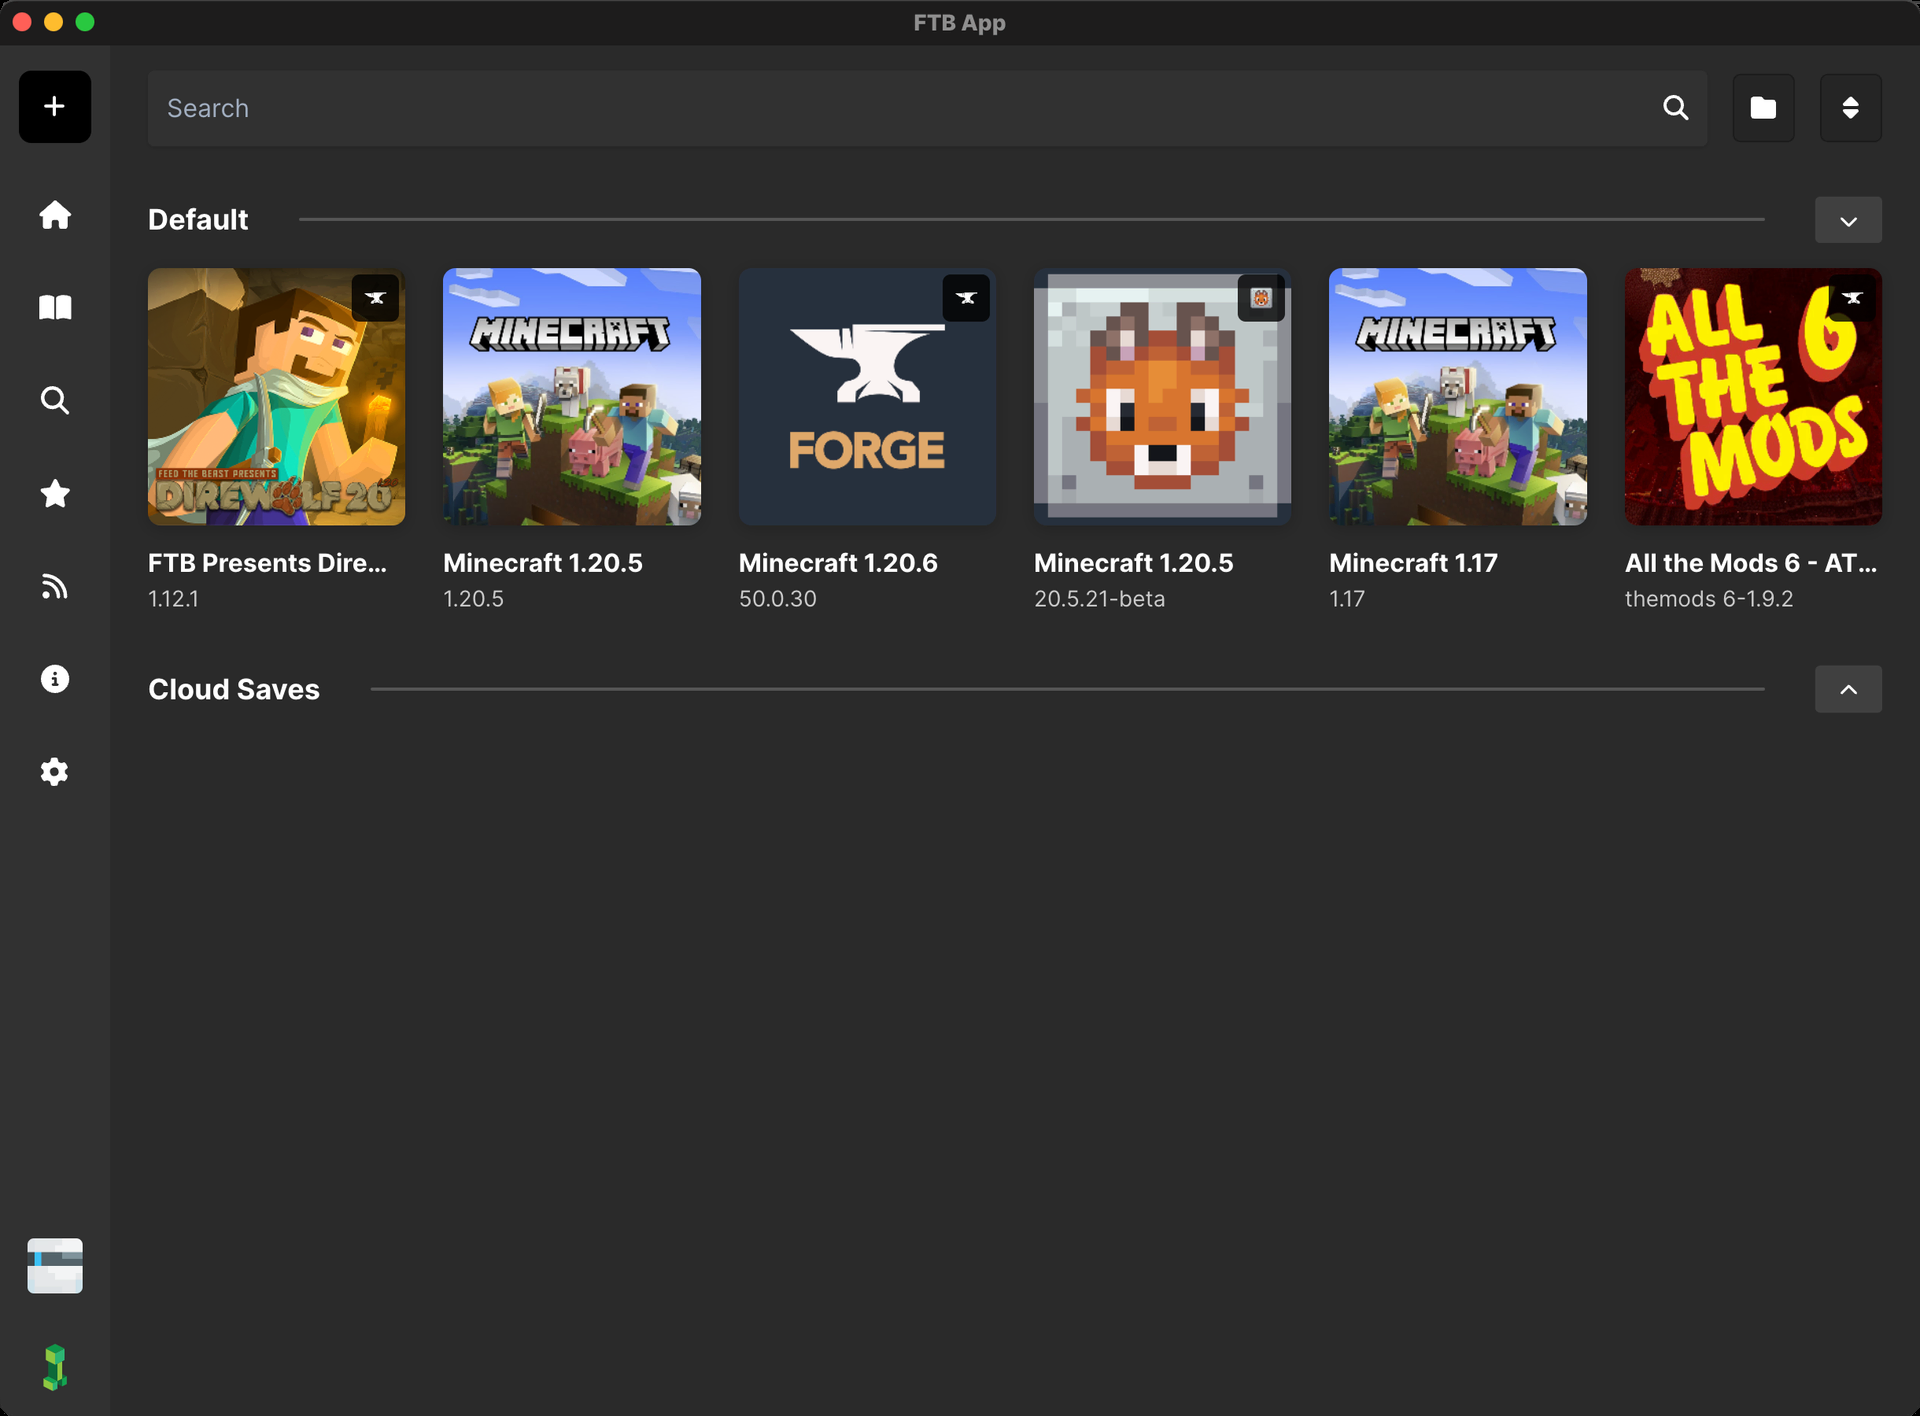 FTB App
Search
Default
FEED THE BEAST PRESENTS
DIREWOLF20
MINECRAFT
FORGE
MINECRAFT
ALL THE MODS 6
FTB Presents Dire...
Minecraft 1.20.5
Minecraft 1.20.6
Minecraft 1.20.5
Minecraft 1.17
All the Mods 6 - AT...
1.12.1
1.20.5
50.0.30
20.5.21-beta
1.17
themods 6-1.9.2
Cloud Saves